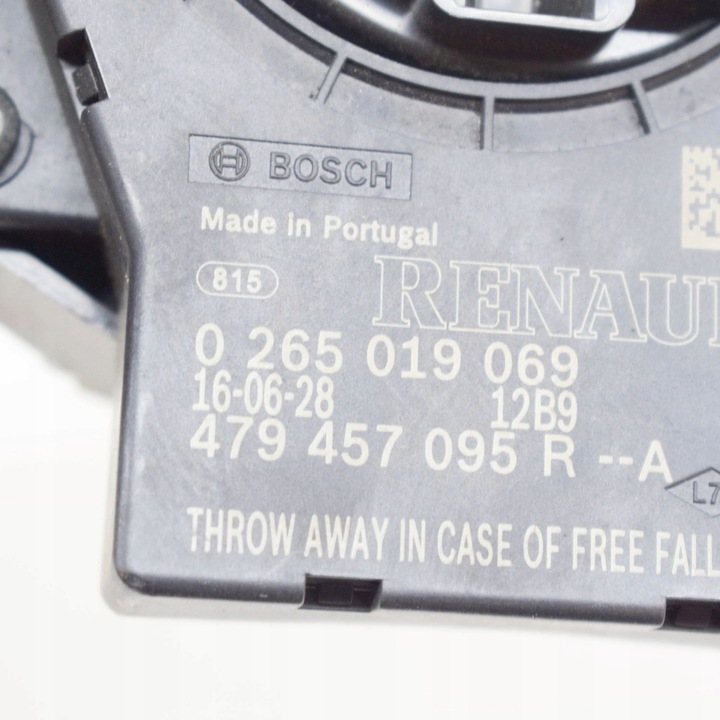 BOSCH
Made in Portugal
815
RENAU
0 265 019 069
16-06-28 12B9
479 457 095 R --A
L7
THROW AWAY IN CASE OF FREE FALL